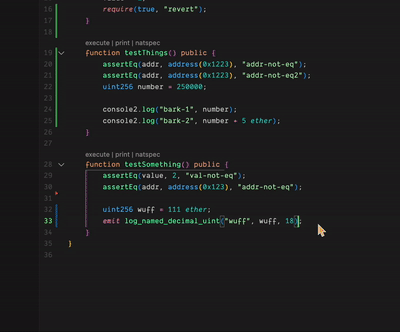 16 require(true, "revert");
17 }
18
execute | print | natspec
19 function testThings() public {
20 assertEq(addr, address(0x1223), "addr-not-eq");
21 assertEq(addr, address(0x1223), "addr-not-eq2");
22 uint256 number = 250000;
23
24 console2.log("bark-1", number);
25 console2.log("bark-2", number * 5 ether);
26 }
27
execute | print | natspec
28 function testSomething() public {
29 assertEq(value, 2, "val-not-eq");
30 assertEq(addr, address(0x123), "addr-not-eq");
31
32 uint256 wuff = 111 ether;
33 emit log_named_decimal_uint("wuff", wuff, 18);
34 }
35 }
36